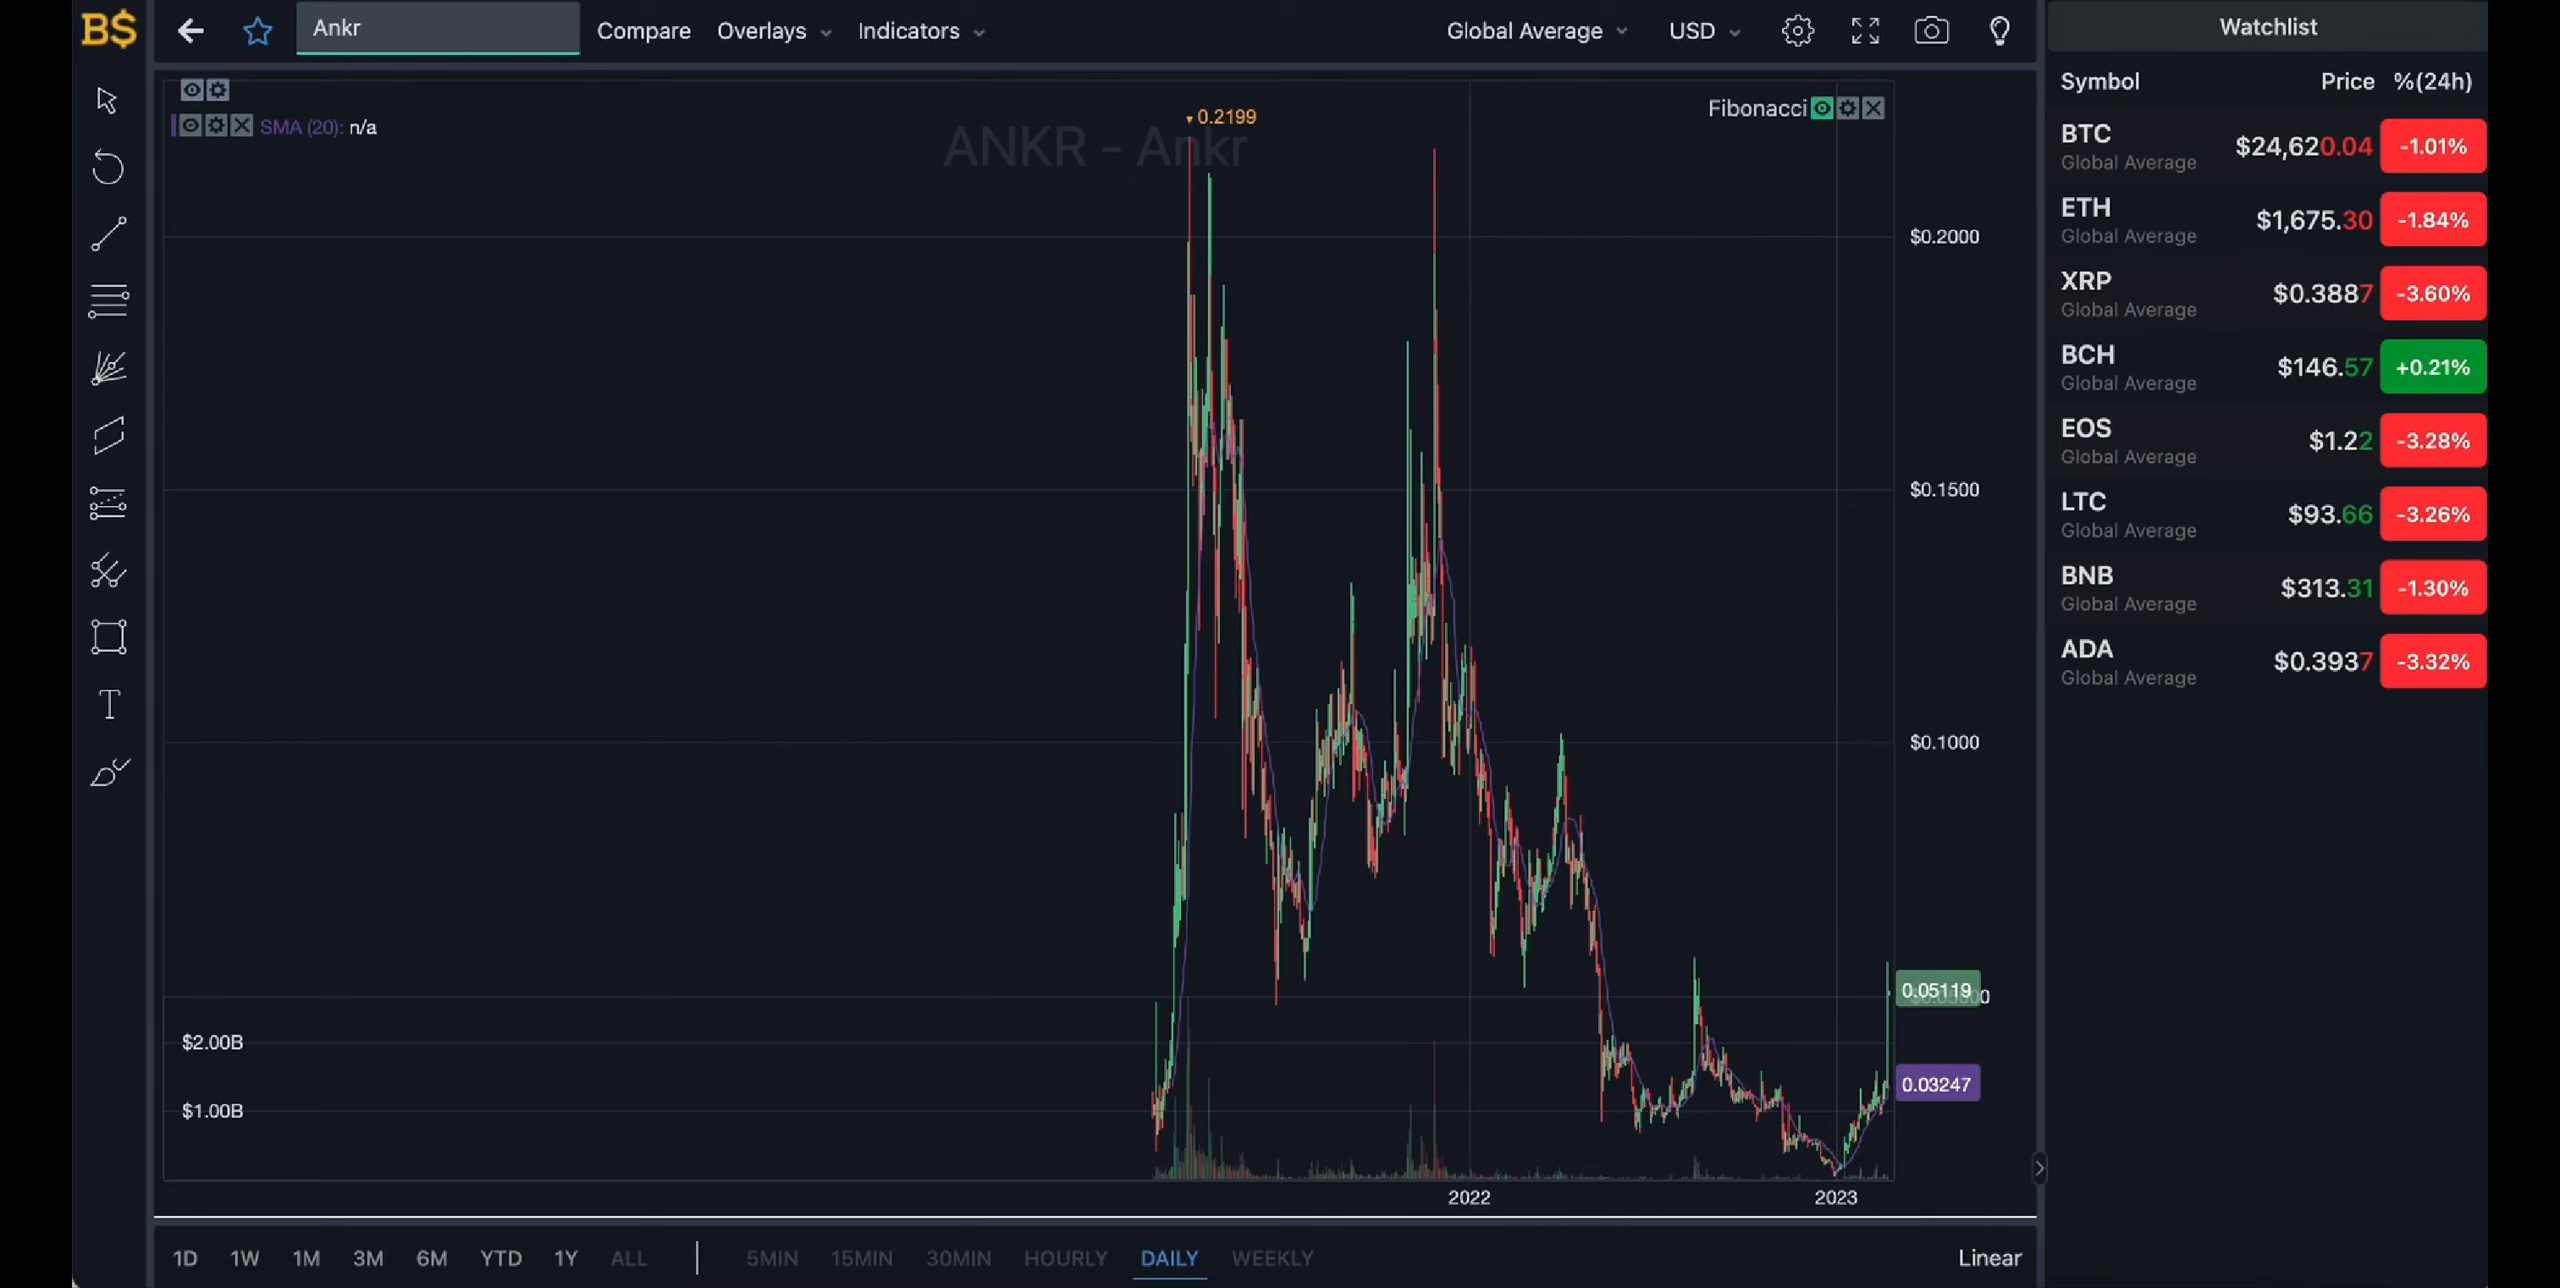 B$
Ankr
Compare
Overlays
Indicators
Global Average
USD
Watchlist
Symbol Price %(24h)
SMA (20): n/a
0.2199
ANKR - Ankr
Fibonacci
$0.2000
$0.1500
$0.1000
0.05119
0.03247
$2.00B
$1.00B
2022
2023
BTC $24,620.04 -1.01%
Global Average
ETH $1,675.30 -1.84%
Global Average
XRP $0.3887 -3.60%
Global Average
BCH $146.57 +0.21%
Global Average
EOS $1.22 -3.28%
Global Average
LTC $93.66 -3.26%
Global Average
BNB $313.31 -1.30%
Global Average
ADA $0.3937 -3.32%
Global Average
1D 1W 1M 3M 6M YTD 1Y ALL 5MIN 15MIN 30MIN HOURLY DAILY WEEKLY Linear